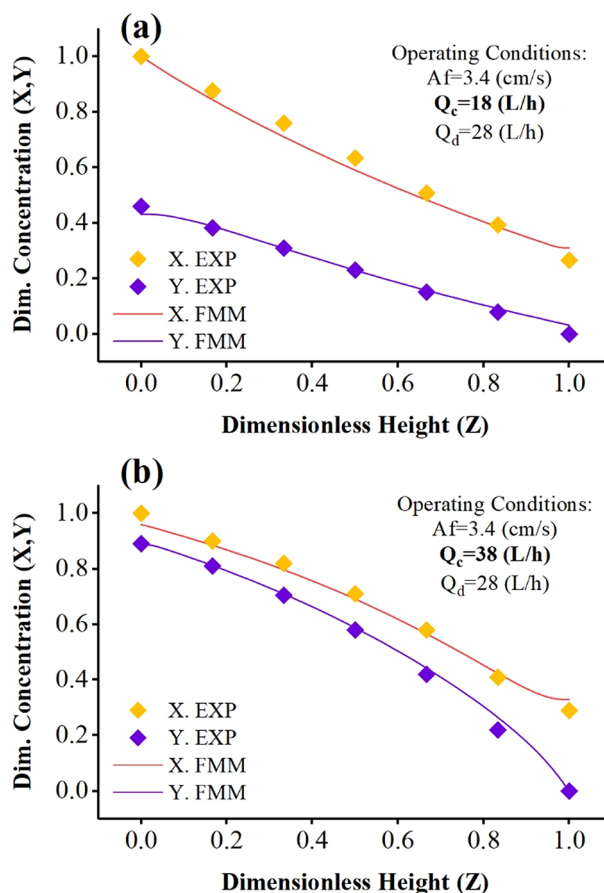 (a)
Operating Conditions:
Af=3.4 (cm/s)
Qc=18 (L/h)
Qd=28 (L/h)
Dim. Concentration (X,Y)
1.0
0.8
0.6
0.4
0.2
0.0
X. EXP
Y. EXP
X. FMM
Y. FMM
0.0 0.2 0.4 0.6 0.8 1.0
Dimensionless Height (Z)
(b)
Operating Conditions:
Af=3.4 (cm/s)
Qc=38 (L/h)
Qd=28 (L/h)
Dim. Concentration (X,Y)
1.0
0.8
0.6
0.4
0.2
0.0
X. EXP
Y. EXP
X. FMM
Y. FMM
0.0 0.2 0.4 0.6 0.8 1.0
Dimensionless Height (Z)